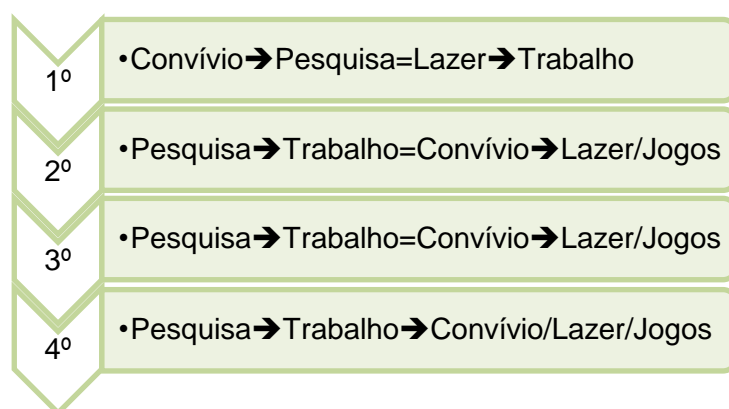 1º
•Convívio➔Pesquisa=Lazer➔Trabalho
2º
•Pesquisa➔Trabalho=Convívio➔Lazer/Jogos
3º
•Pesquisa➔Trabalho=Convívio➔Lazer/Jogos
4º
•Pesquisa➔Trabalho➔Convívio/Lazer/Jogos